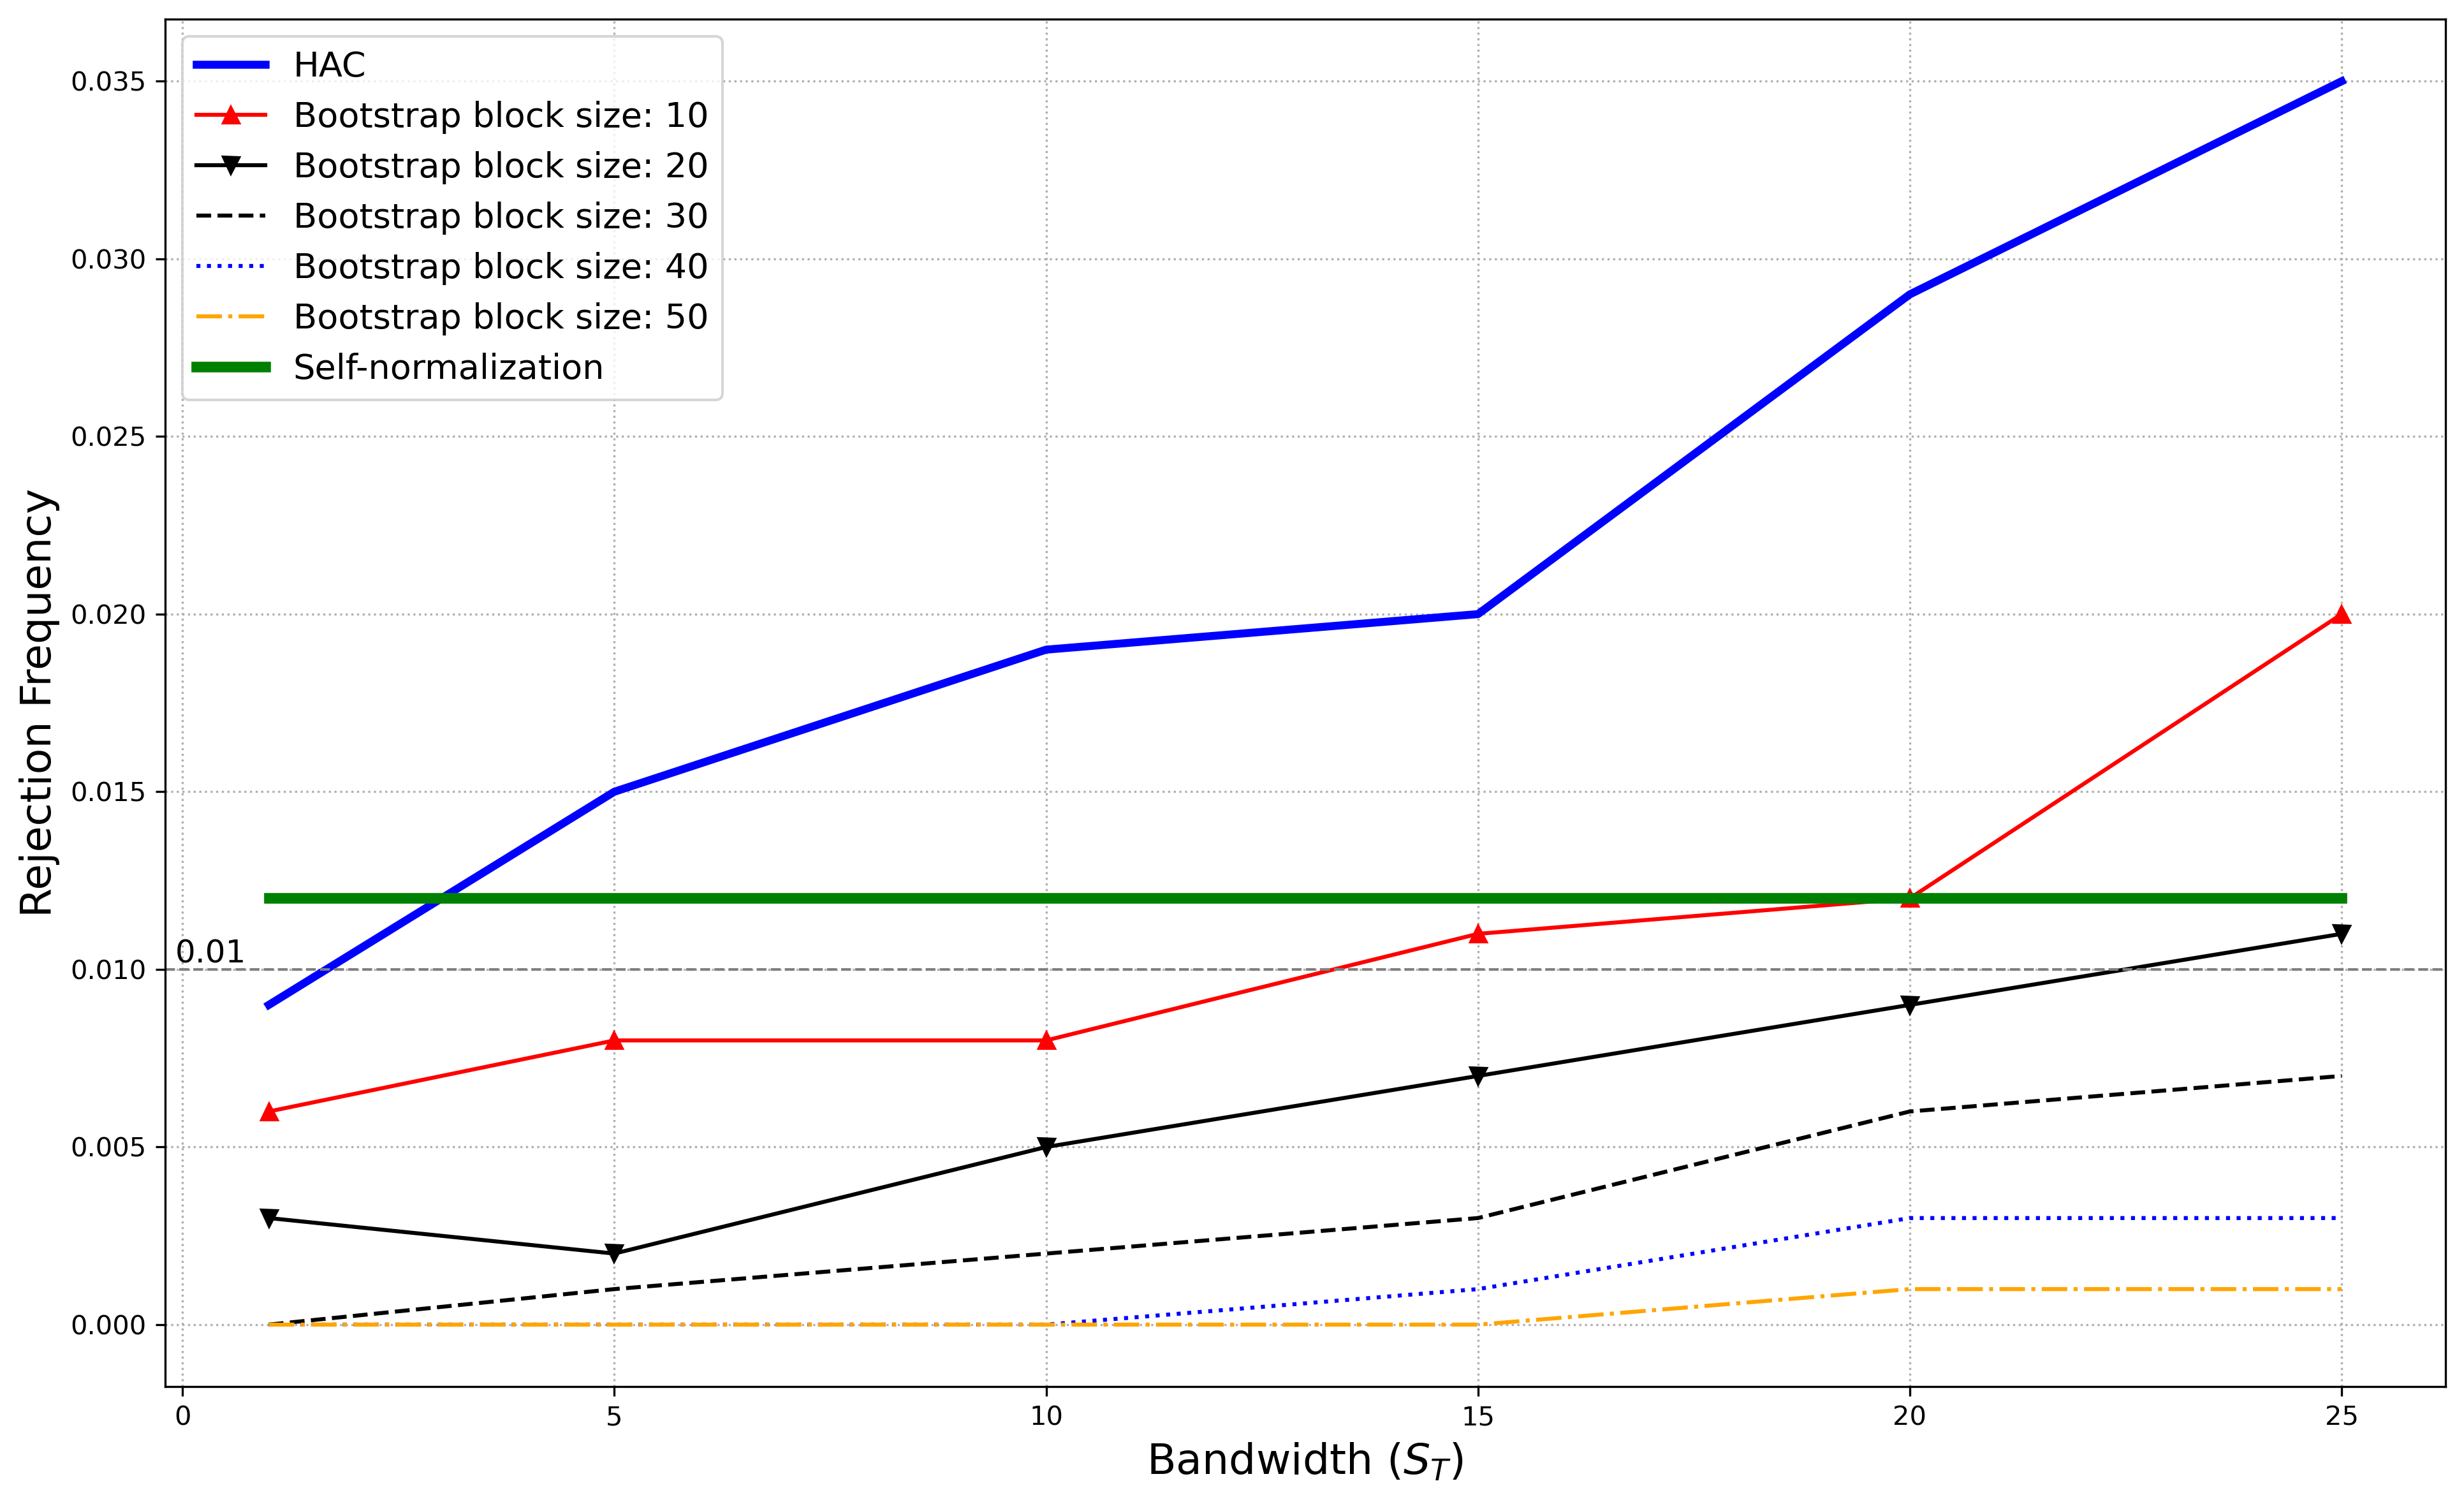 HAC
Bootstrap block size: 10
Bootstrap block size: 20
Bootstrap block size: 30
Bootstrap block size: 40
Bootstrap block size: 50
Self-normalization
Rejection Frequency
0.035
0.030
0.025
0.020
0.015
0.010
0.005
0.000
0.01
0
5
10
15
20
25
Bandwidth (S_T)